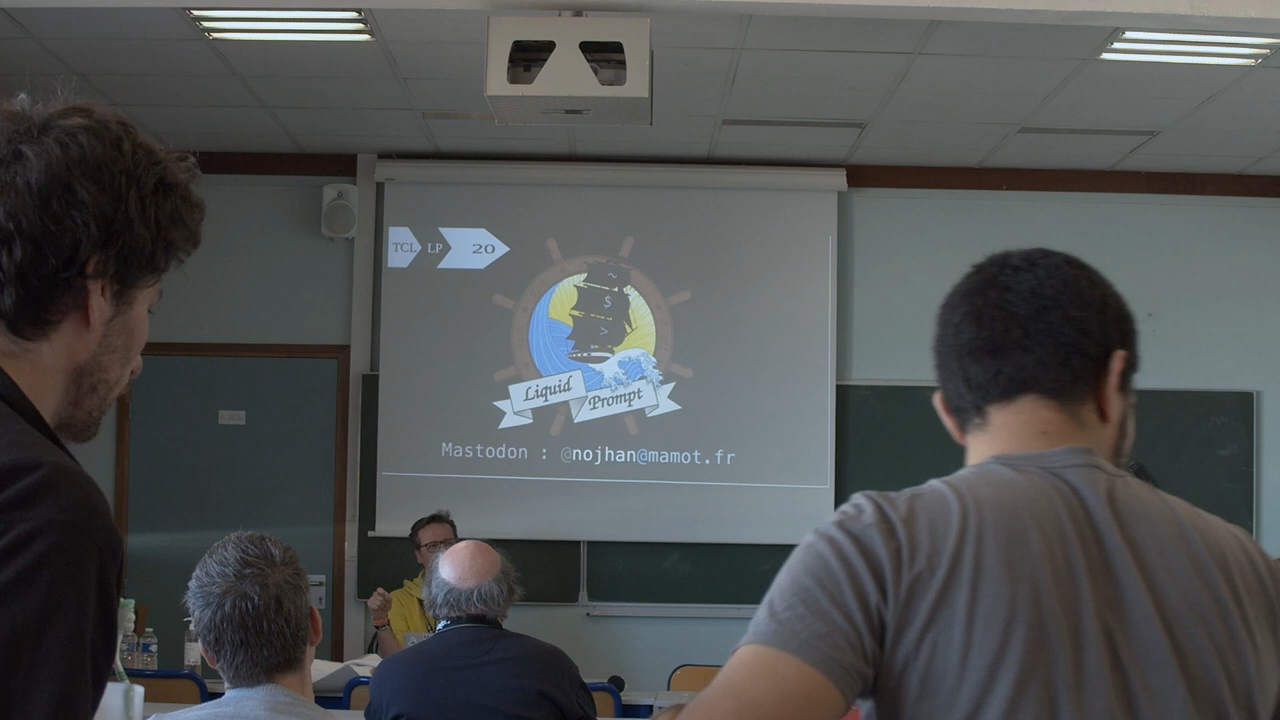 TCL LP 20
~
$
>
Liquid
Prompt
Mastodon : @nojhan@mamot.fr